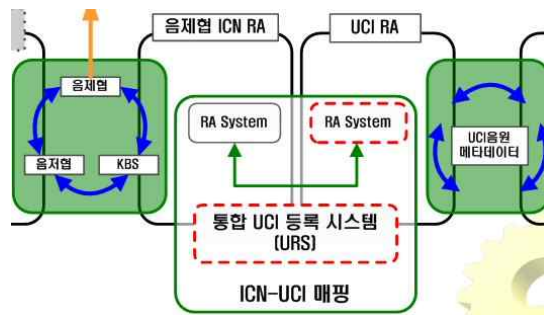 음제협 ICN RA
UCI RA
음제협
RA System
RA System
음저협
KBS
UCI음원
메타데이터
통합 UCI 등록 시스템
(URS)
ICN-UCI 매핑